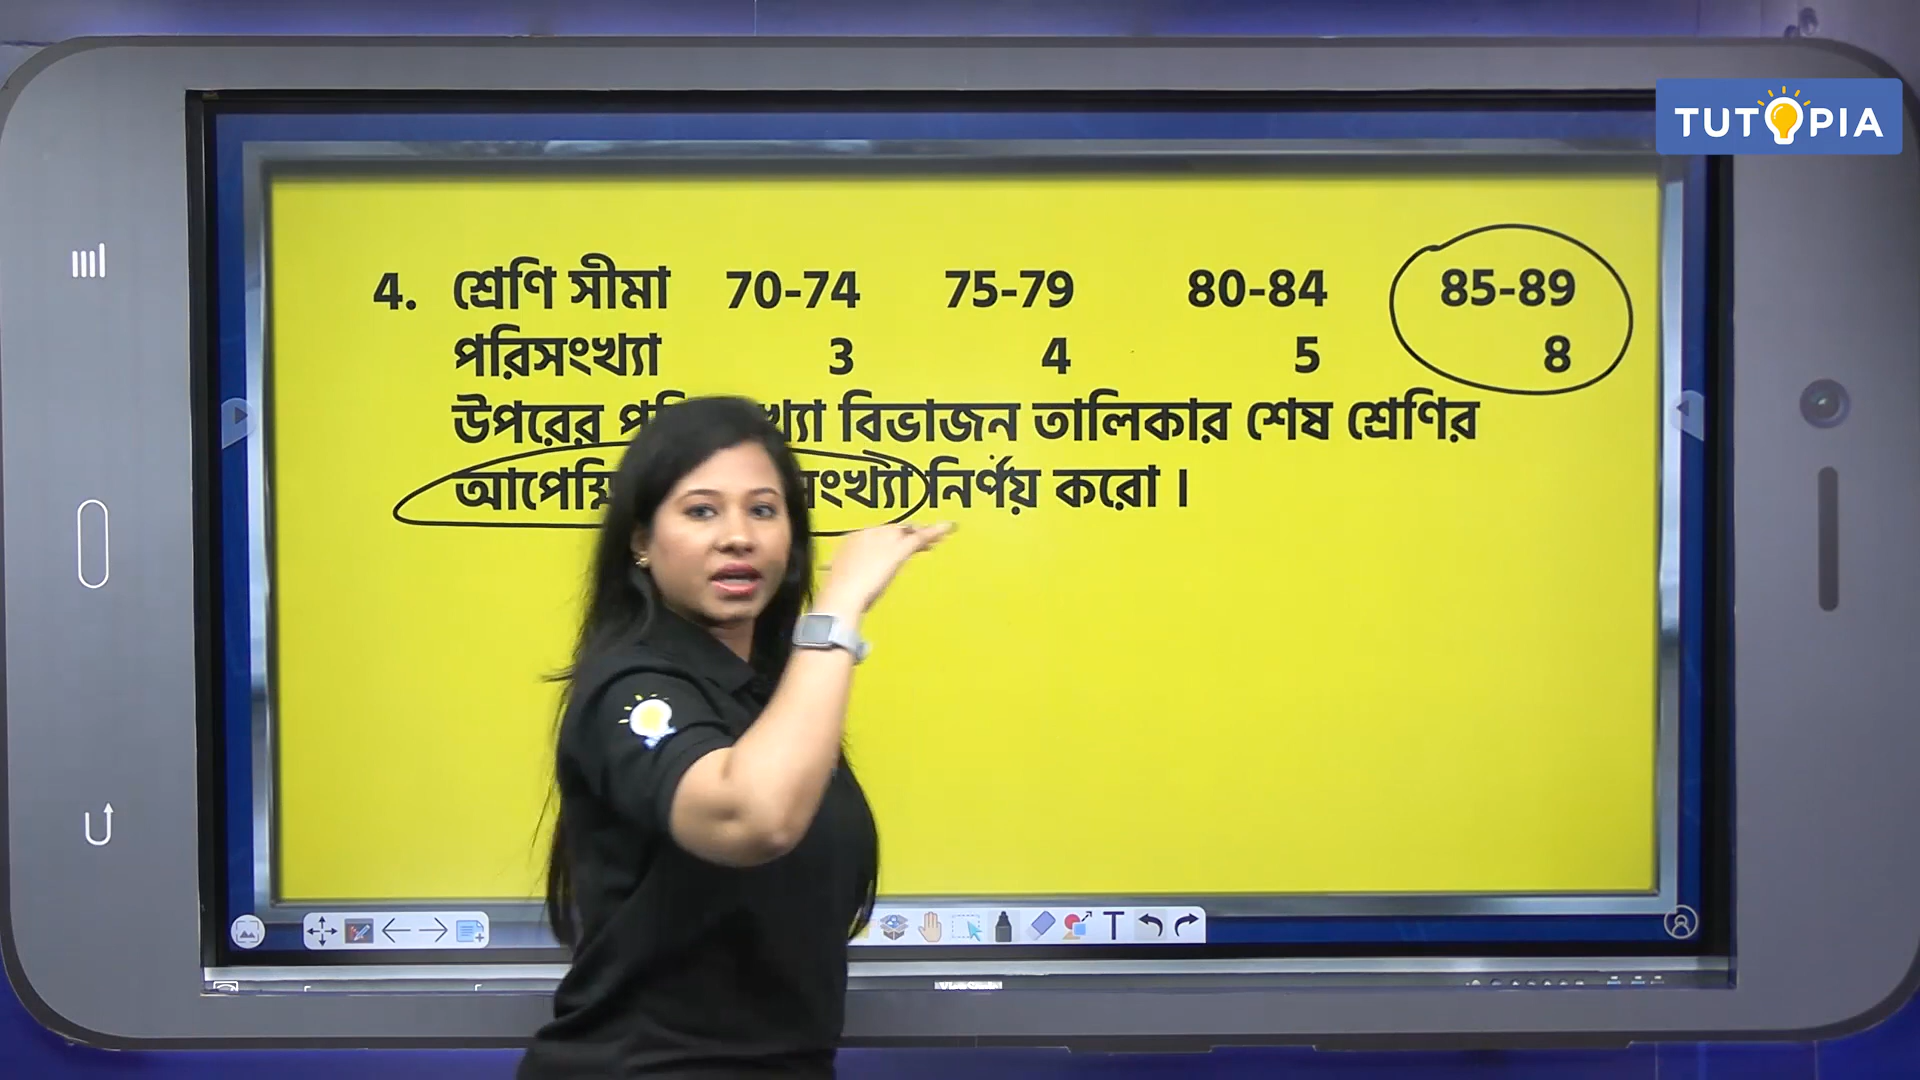 TUTOPIA
4. শ্রেণি সীমা 70-74 75-79 80-84 85-89
পরিসংখ্যা 3 4 5 8
উপরের বিভাজন তালিকার শেষ শ্রেণির
নির্ণয় করো ।